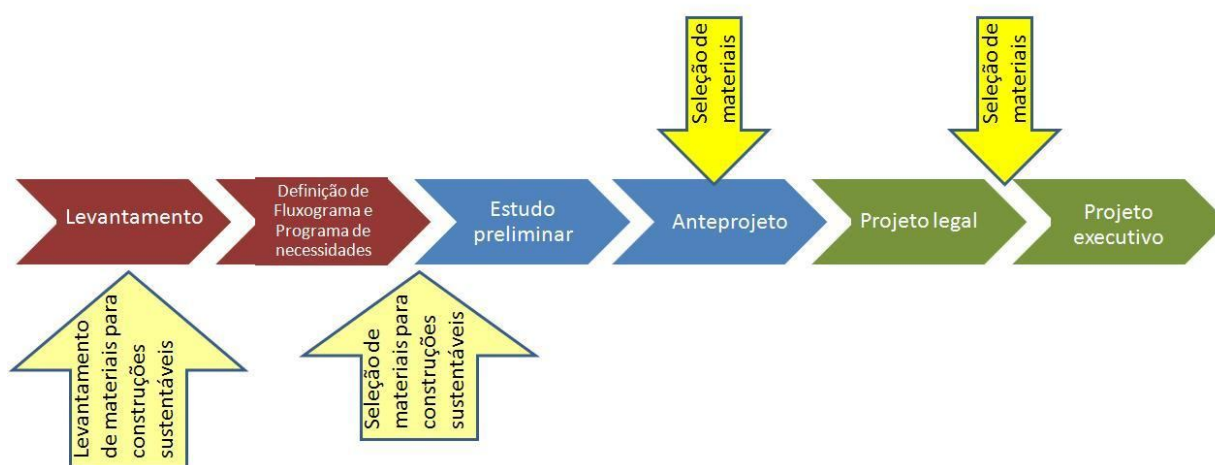 Seleção de
materiais
Seleção de
materiais
Levantamento
Definição de
Fluxograma e
Programa de
necessidades
Estudo
preliminar
Anteprojeto
Projeto legal
Projeto
executivo
Levantamento
de materiais para
construções
sustentáveis
Seleção de
materiais para
construções
sustentáveis